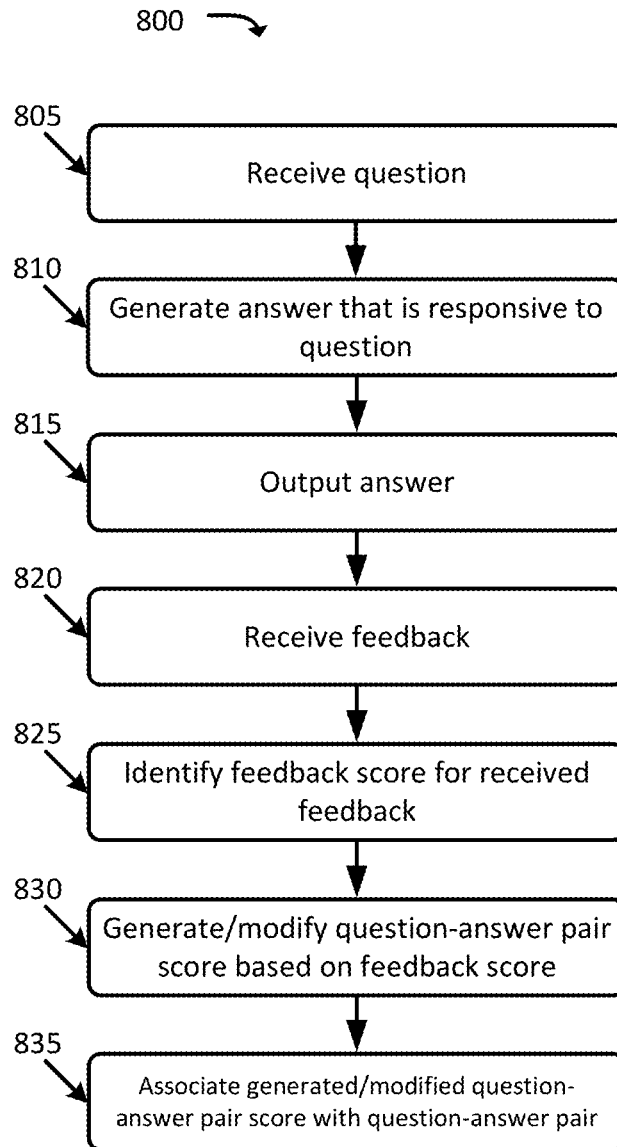 800
805
Receive question
810
Generate answer that is responsive to
question
815
Output answer
820
Receive feedback
825
Identify feedback score for received
feedback
830
Generate/modify question-answer pair
score based on feedback score
835
Associate generated/modified question-
answer pair score with question-answer pair